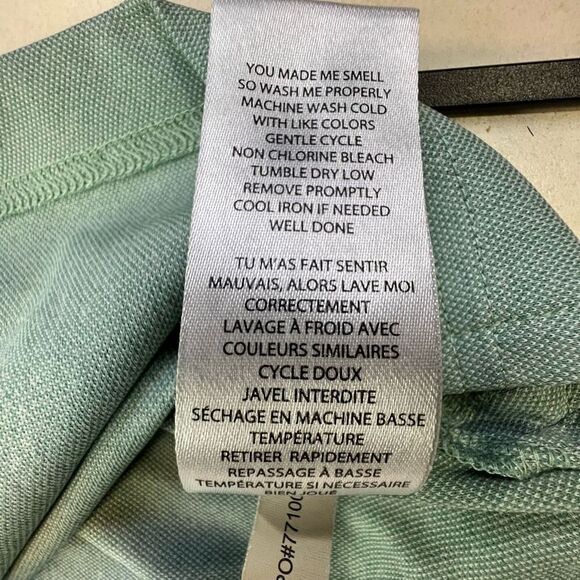 YOU MADE ME SMELL
SO WASH ME PROPERLY
MACHINE WASH COLD
WITH LIKE COLORS
GENTLE CYCLE
NON CHLORINE BLEACH
TUMBLE DRY LOW
REMOVE PROMPTLY
COOL IRON IF NEEDED
WELL DONE
TU M'AS FAIT SENTIR
MAUVAIS, ALORS LAVE MOI
CORRECTEMENT
LAVAGE À FROID AVEC
COULEURS SIMILAIRES
CYCLE DOUX
JAVEL INTERDITE
SÉCHAGE EN MACHINE BASSE
TEMPÉRATURE
RETIRER RAPIDEMENT
REPASSAGE À BASSE
TEMPÉRATURE SI NÉCESSAIRE
BIEN JOUÉ